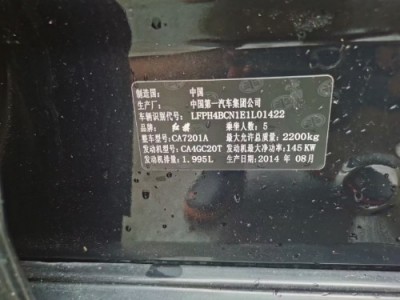 制造国： 中国
生产厂： 中国第一汽车集团公司
车辆识别代号： LFPH4BCN1E1L01422
品牌： 红旗 乘坐人数： 5
整车型号： CA7201A 最大允许总质量： 2200kg
发动机型号： CA4GC20T 发动机最大净功率： 145 KW
发动机排量： 1.995L 生产日期： 2014 年 08月